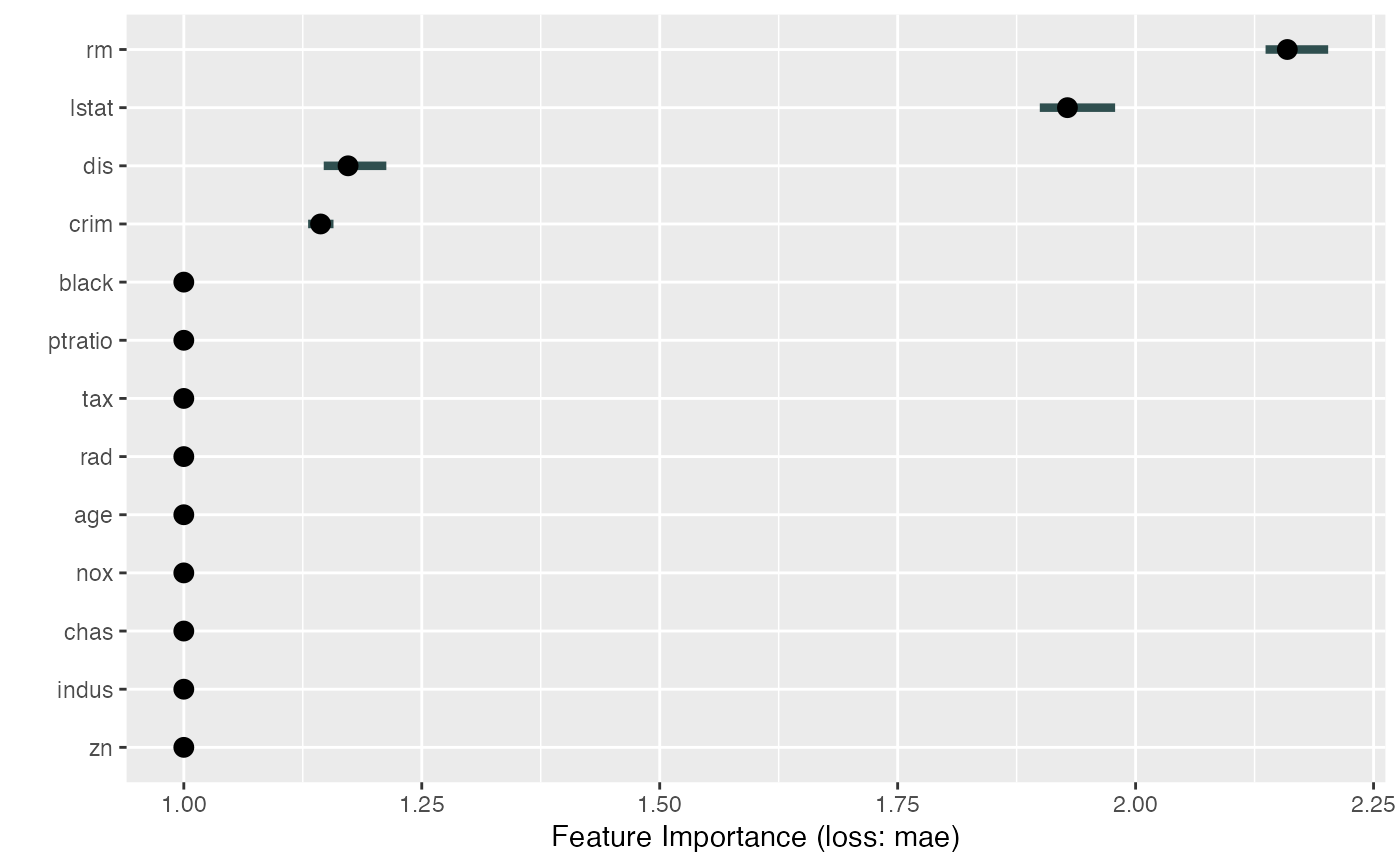 rm
lstat
dis
crim
black
ptratio
tax
rad
age
nox
chas
indus
zn
1.00 1.25 1.50 1.75 2.00 2.25
Feature Importance (loss: mae)